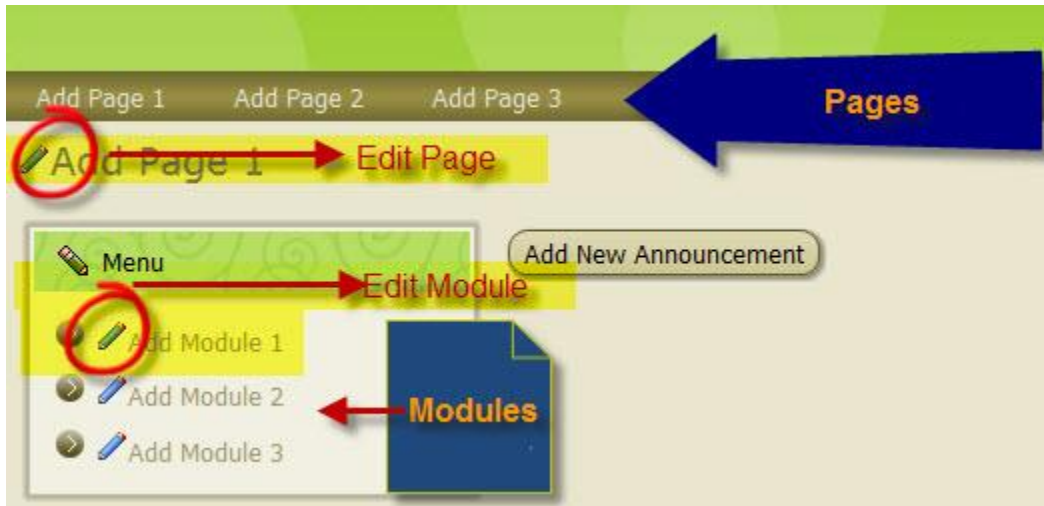 Add Page 1 Add Page 2 Add Page 3
Pages
Add Page 1
Edit Page
Menu
Add New Announcement
Edit Module
Add Module 1
Add Module 2
Modules
Add Module 3